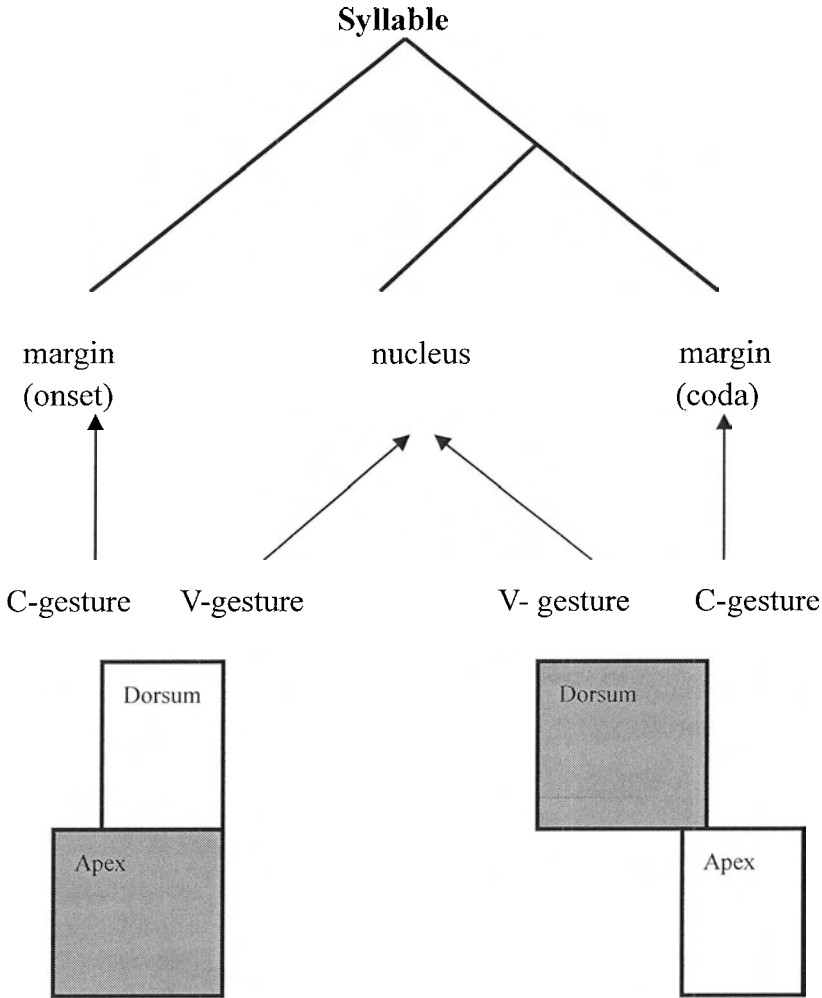 Syllable
margin nucleus margin
(onset) (coda)
C-gesture V-gesture V- gesture C-gesture
Dorsum Dorsum
Apex Apex